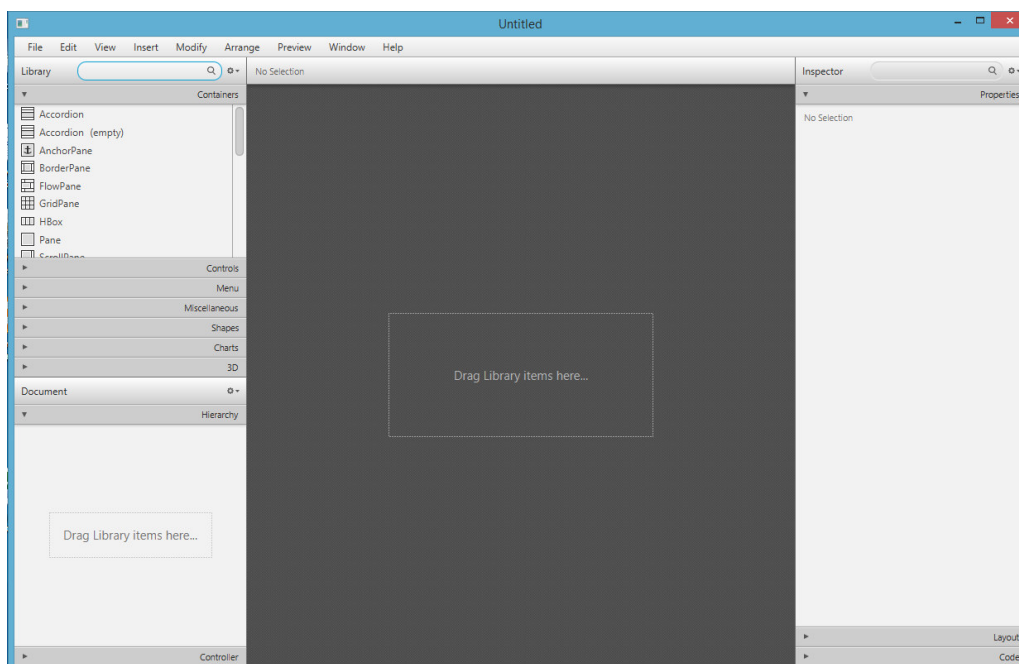 Untitled
File Edit View Insert Modify Arrange Preview Window Help
Library
No Selection
Inspector
Containers
Properties
Accordion
No Selection
Accordion (empty)
AnchorPane
BorderPane
FlowPane
GridPane
HBox
Pane
ScrollPane
Controls
Menu
Miscellaneous
Shapes
Charts
3D
Drag Library items here...
Document
Hierarchy
Drag Library items here...
Layout
Controller
Code